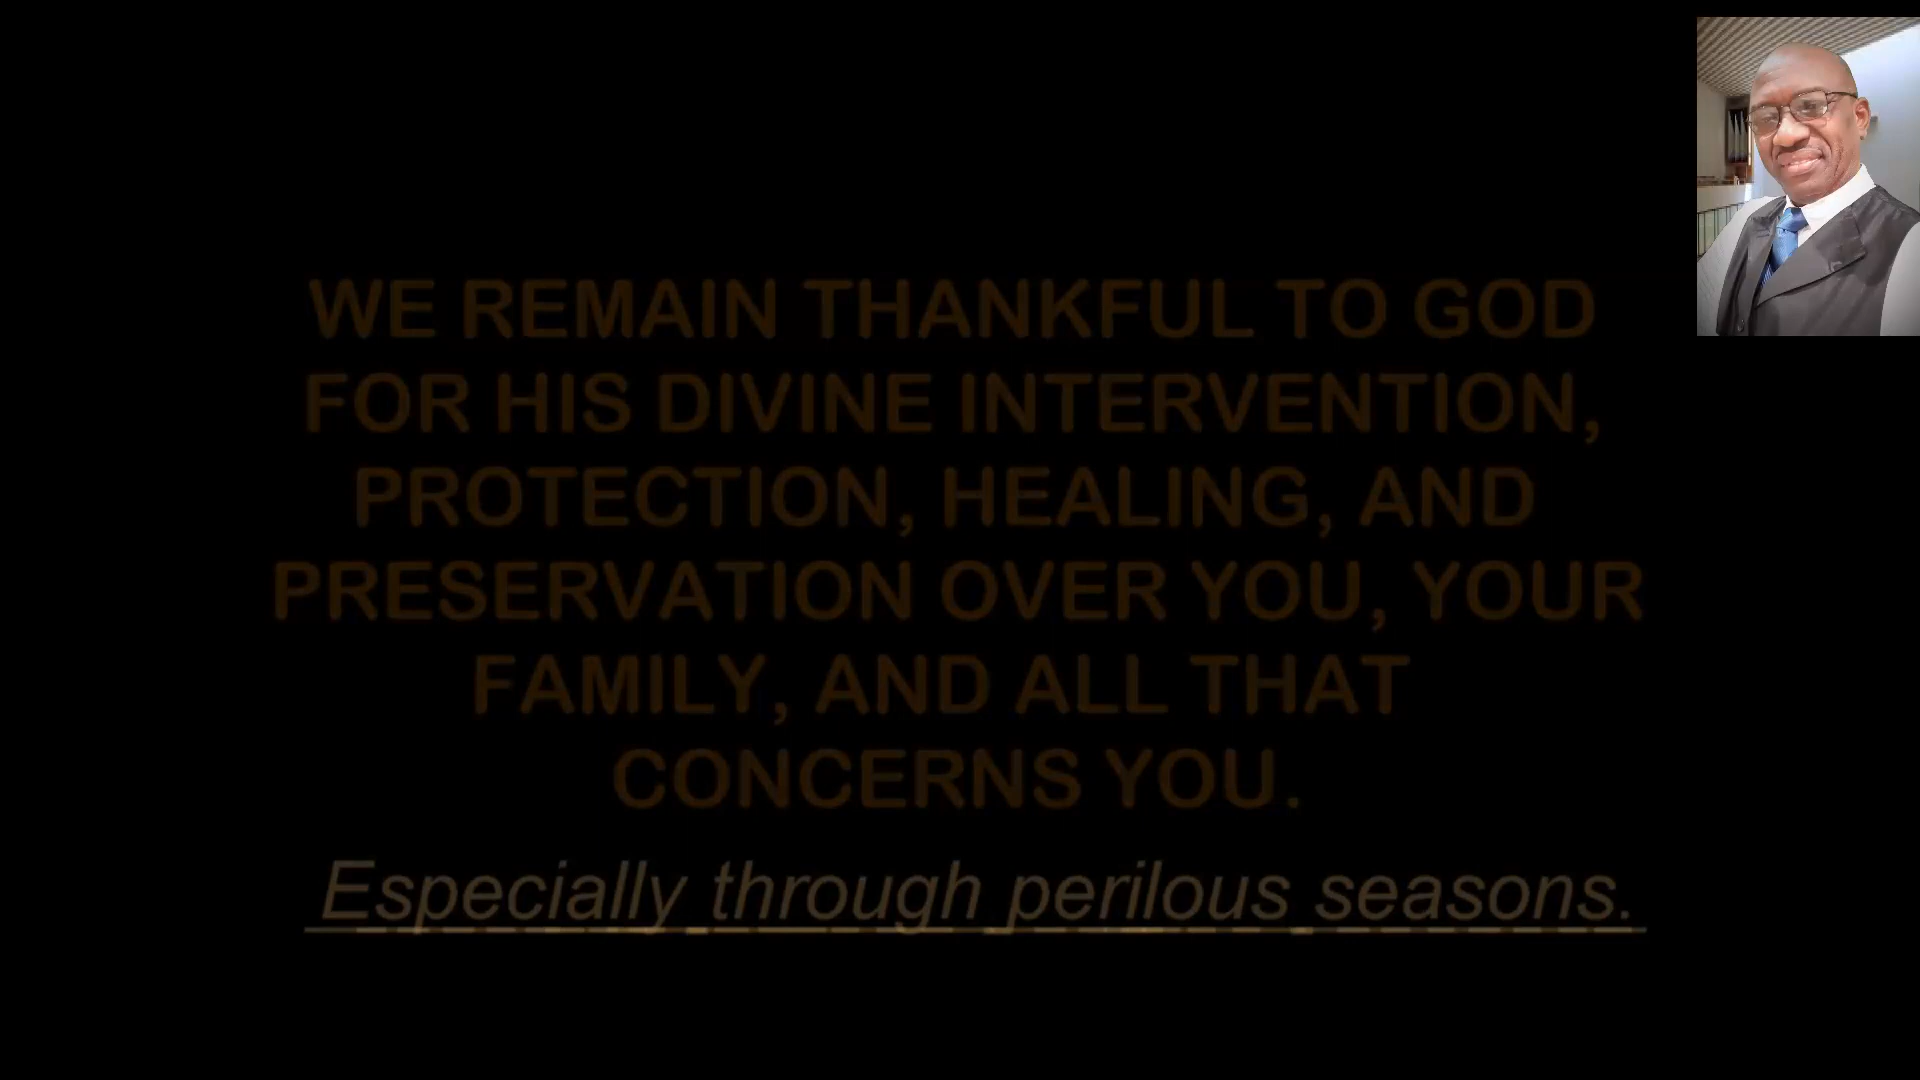 WE REMAIN THANKFUL TO GOD
FOR HIS DIVINE INTERVENTION,
PROTECTION, HEALING, AND
PRESERVATION OVER YOU, YOUR
FAMILY, AND ALL THAT
CONCERNS YOU.
Especially through perilous seasons.